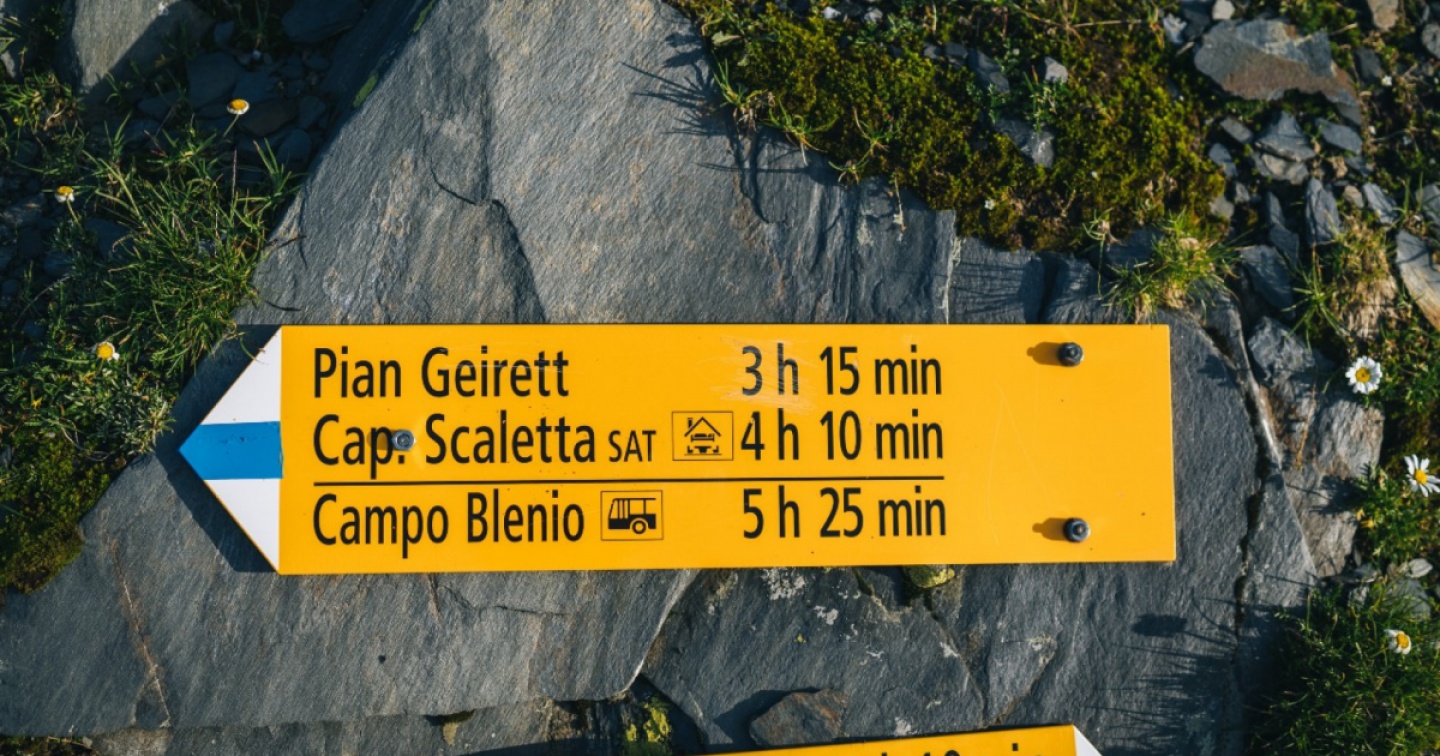 Pian Geirett 3 h 15 min
Cap. Scaletta SAT 4 h 10 min
Campo Blenio 5 h 25 min